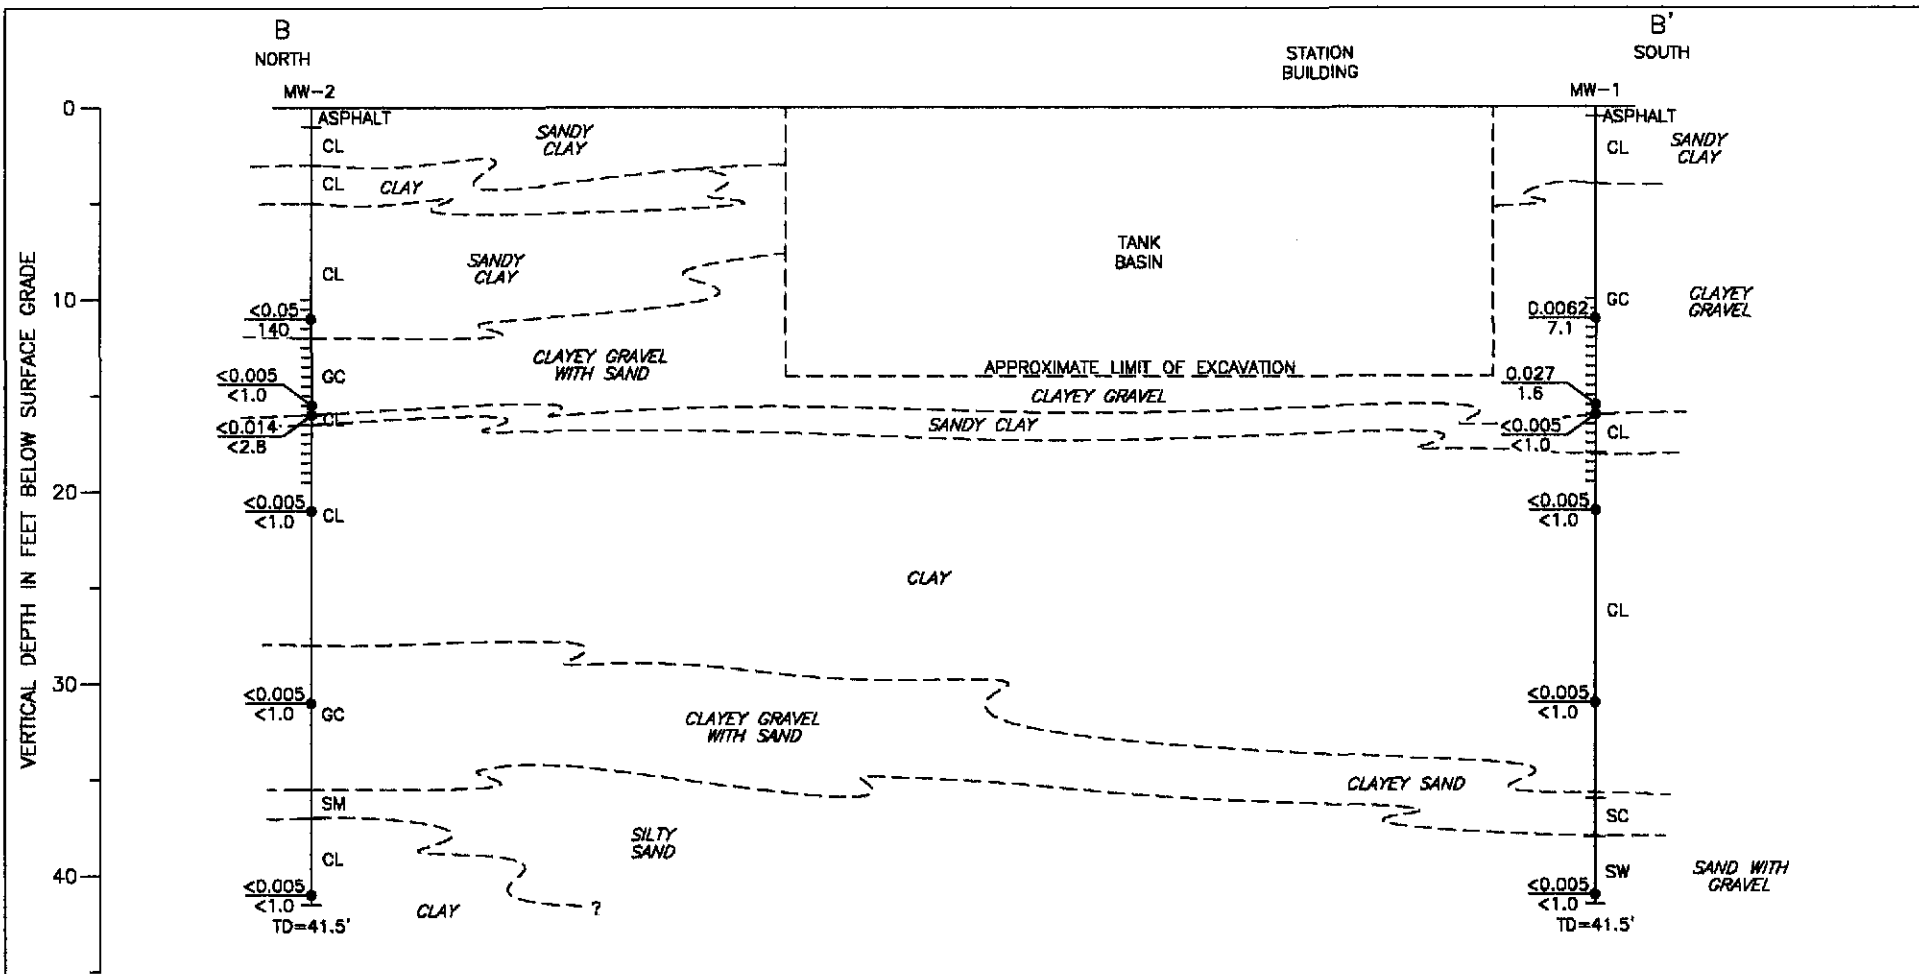 B
B'
NORTH
STATION
BUILDING
SOUTH
MW-2
MW-1
VERTICAL DEPTH IN FEET BELOW SURFACE GRADE
0
10
20
30
40
ASPHALT
CL
CL
CL
GC
CL
CL
GC
SM
CL
<0.05
140
<0.005
<1.0
<0.014
<2.8
<0.005
<1.0
<0.005
<1.0
<0.005
<1.0
TD=41.5'
SANDY
CLAY
CLAY
SANDY
CLAY
CLAYEY GRAVEL
WITH SAND
TANK
BASIN
APPROXIMATE LIMIT OF EXCAVATION
CLAYEY GRAVEL
SANDY CLAY
CLAY
CLAYEY GRAVEL
WITH SAND
CLAYEY SAND
SILTY
SAND
CLAY
?
ASPHALT
CL
GC
CL
CL
SC
SW
0.0062
7.1
0.027
1.6
<0.005
<1.0
<0.005
<1.0
<0.005
<1.0
<0.005
<1.0
TD=41.5'
SANDY
CLAY
CLAYEY
GRAVEL
SAND WITH
GRAVEL